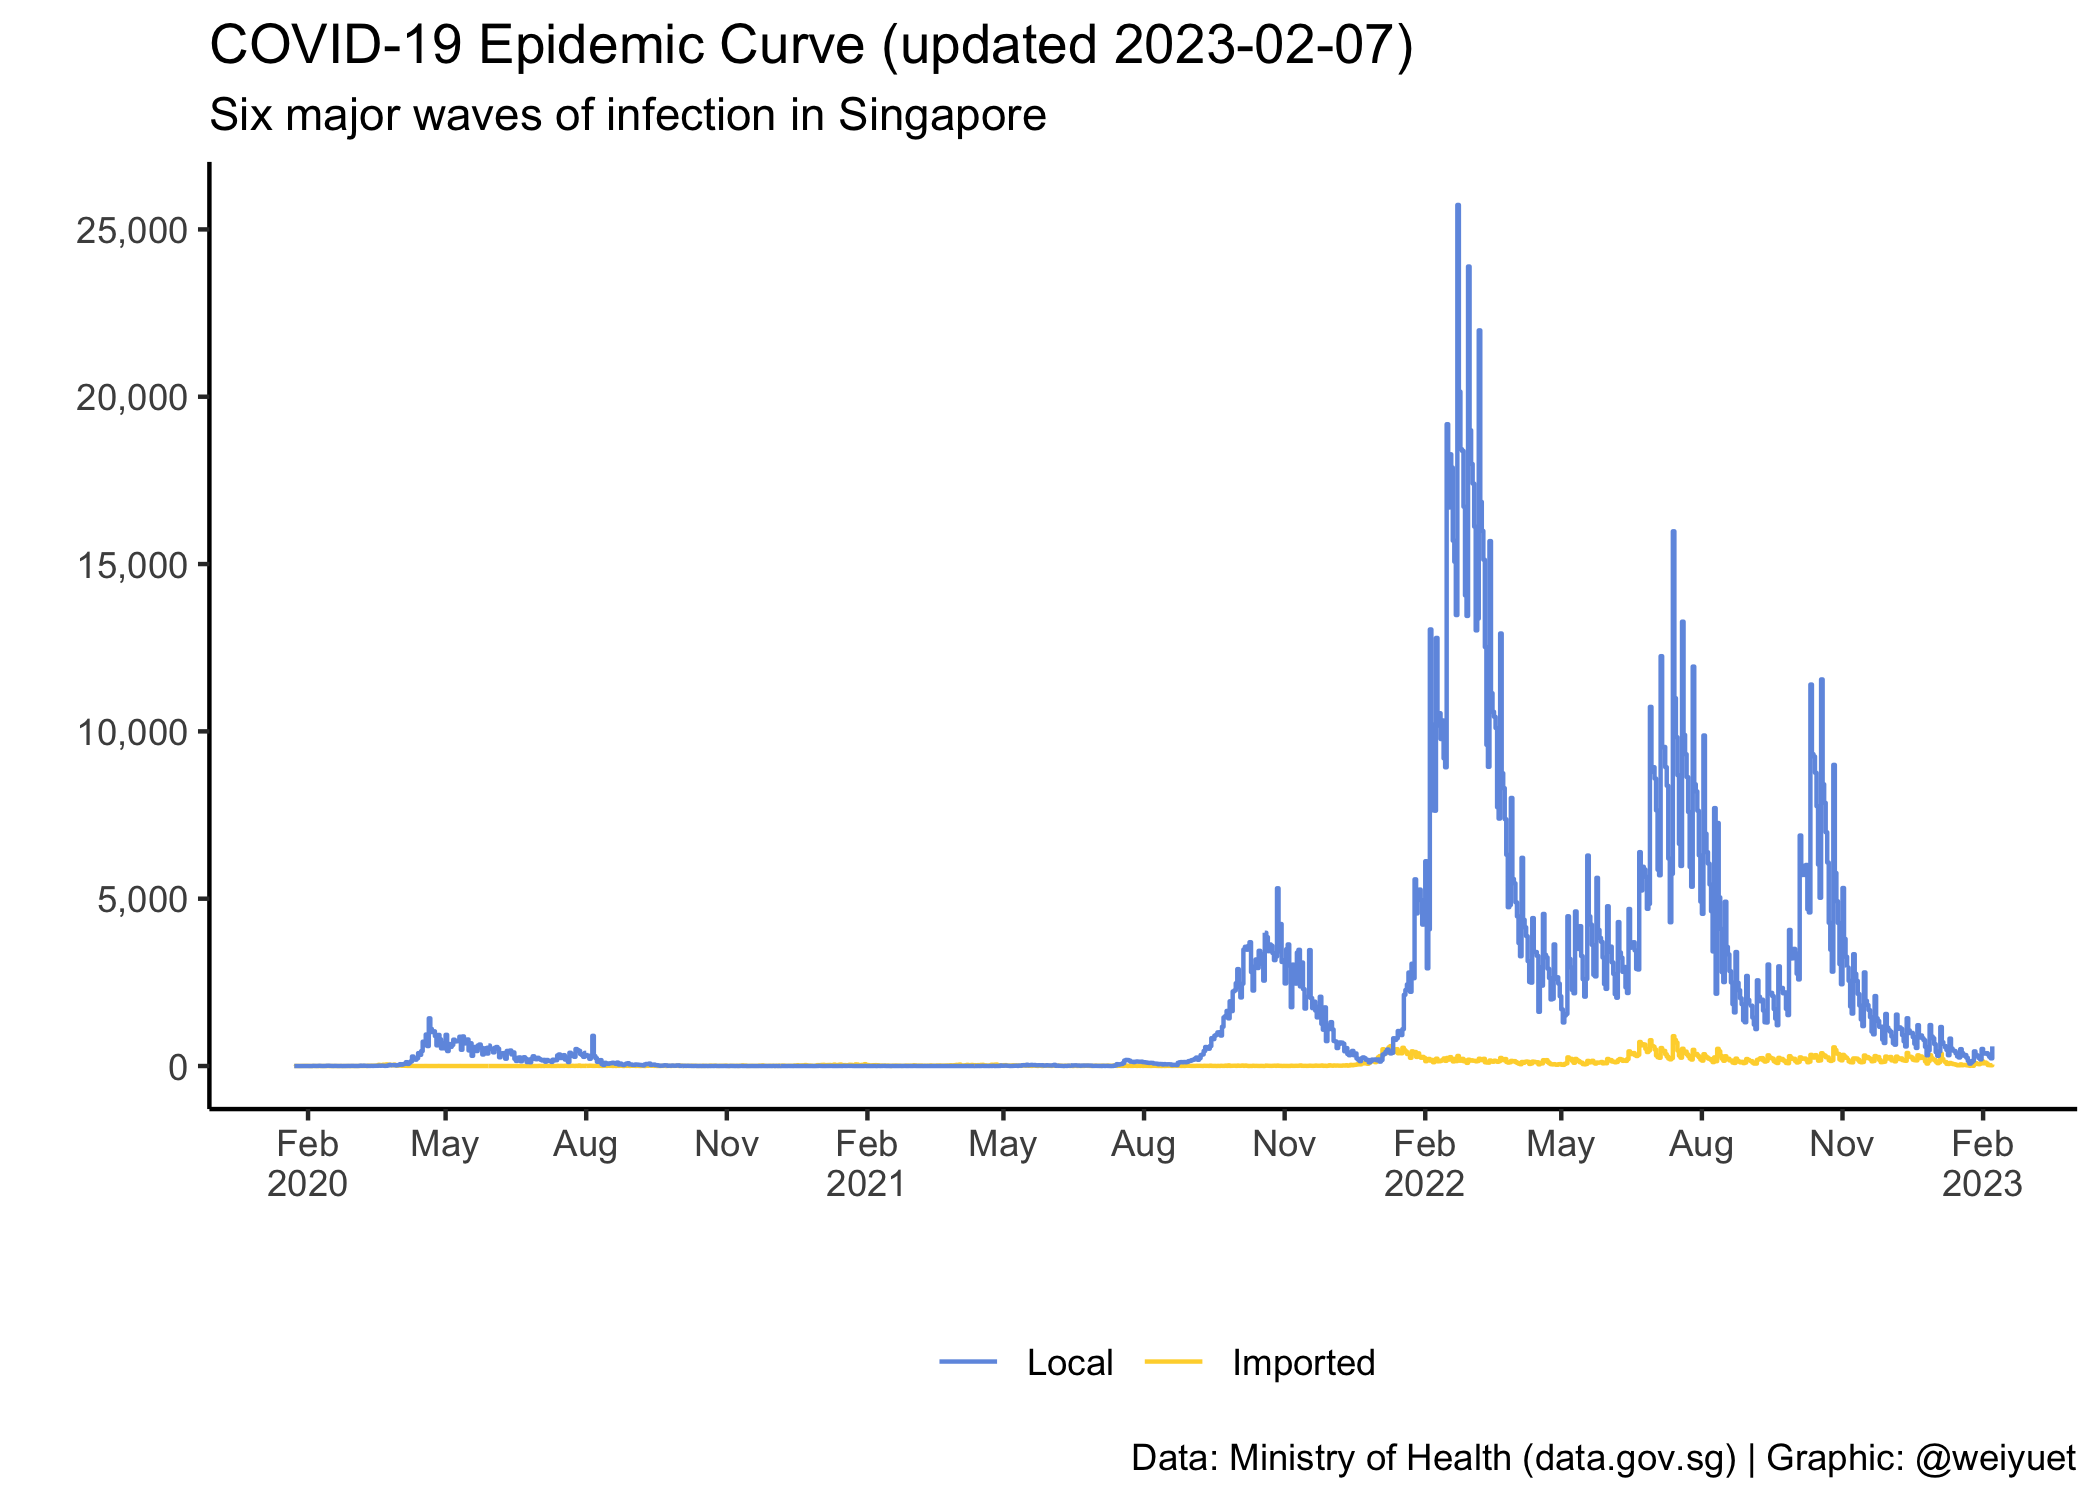 COVID-19 Epidemic Curve (updated 2023-02-07)
Six major waves of infection in Singapore
25,000
20,000
15,000
10,000
5,000
0
Feb May Aug Nov Feb May Aug Nov Feb May Aug Nov Feb
2020 2021 2022 2023
Local Imported
Data: Ministry of Health (data.gov.sg) | Graphic: @weiyuet